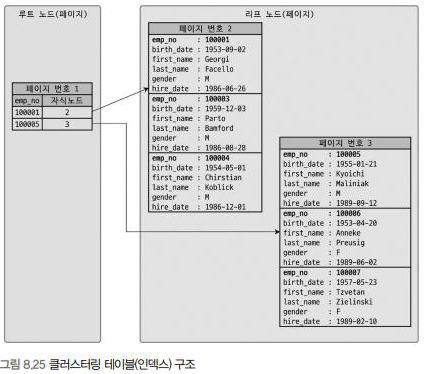 루트 노드(페이지)
페이지 번호 1
emp_no 자식노드
100001 2
100005 3
리프 노드(페이지)
페이지 번호 2
emp_no : 100001
birth_date : 1953-09-02
first_name : Georgi
last_name : Facello
gender : M
hire_date : 1986-06-26
emp_no : 100003
birth_date : 1959-12-03
first_name : Parto
last_name : Bamford
gender : M
hire_date : 1986-08-28
emp_no : 100004
birth_date : 1954-05-01
first_name : Chirstian
last_name : Koblick
gender : M
hire_date : 1986-12-01
페이지 번호 3
emp_no : 100005
birth_date : 1955-01-21
first_name : Kyoichi
last_name : Maliniak
gender : M
hire_date : 1989-09-12
emp_no : 100006
birth_date : 1953-04-20
first_name : Anneke
last_name : Preusig
gender : F
hire_date : 1989-06-02
emp_no : 100007
birth_date : 1957-05-23
first_name : Tzvetan
last_name : Zielinski
gender : F
hire_date : 1989-02-10
그림 8.25 클러스터링 테이블(인덱스) 구조